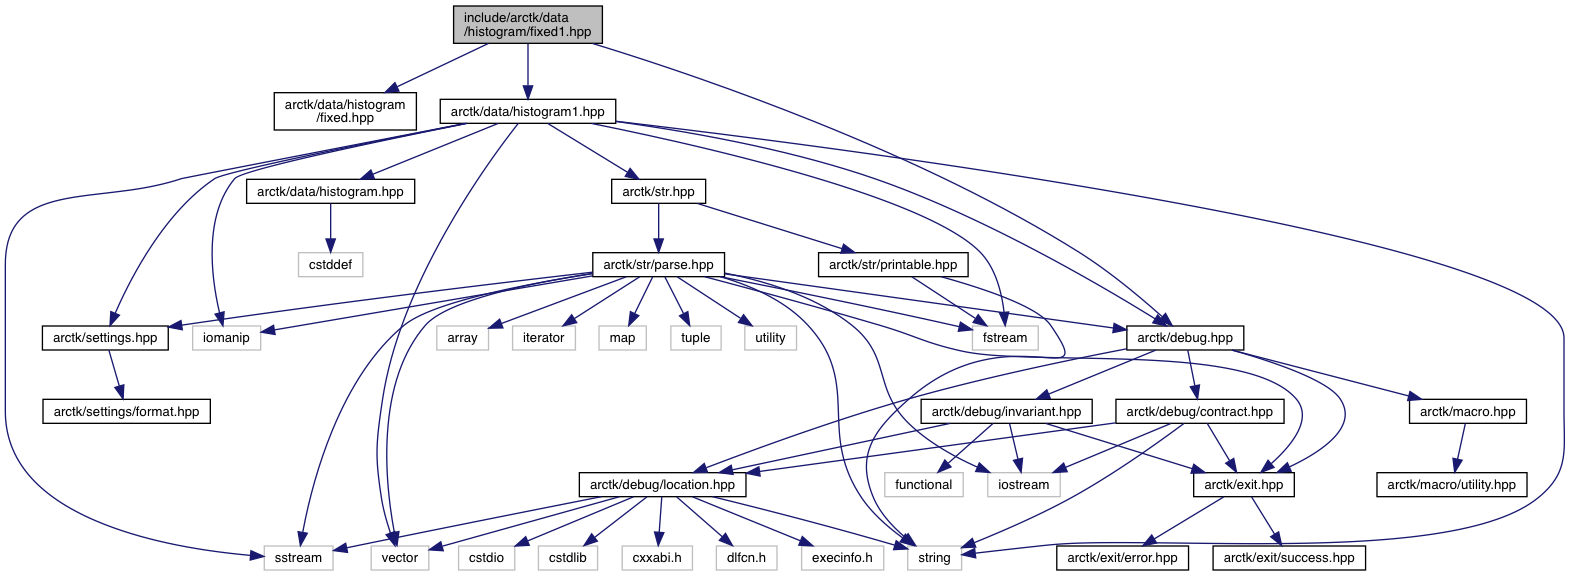 include/arctk/data
/histogram/fixed1.hpp
arctk/data/histogram
/fixed.hpp
arctk/data/histogram1.hpp
arctk/data/histogram.hpp
arctk/str.hpp
cstddef
arctk/str/parse.hpp
arctk/str/printable.hpp
arctk/settings.hpp
iomanip
array
iterator
map
tuple
utility
fstream
arctk/debug.hpp
arctk/settings/format.hpp
arctk/debug/invariant.hpp
arctk/debug/contract.hpp
arctk/macro.hpp
arctk/debug/location.hpp
functional
iostream
arctk/exit.hpp
arctk/macro/utility.hpp
sstream
vector
cstdio
cstdlib
cxxabi.h
dlfcn.h
execinfo.h
string
arctk/exit/error.hpp
arctk/exit/success.hpp